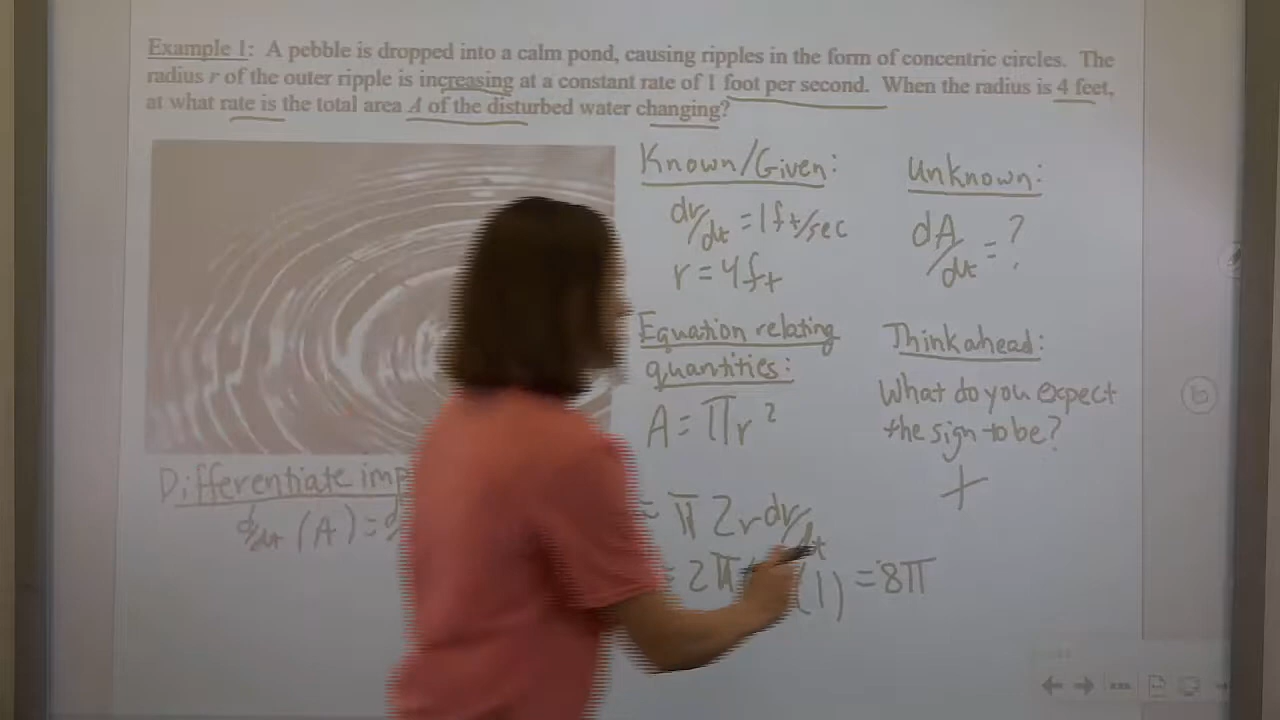 Example 1: A pebble is dropped into a calm pond, causing ripples in the form of concentric circles. The
radius r of the outer ripple is increasing at a constant rate of 1 foot per second. When the radius is 4 feet,
at what rate is the total area A of the disturbed water changing?
Known/Given:
dr/dt = 1 ft/sec
r = 4 ft
Unknown:
dA/dt = ?
Equation relating
quantities:
A = πr²
Think ahead:
What do you expect
the sign to be?
+
Differentiate imp
d/dt (A) = d
= π 2r dr/dt
= 2π (1) = 8π